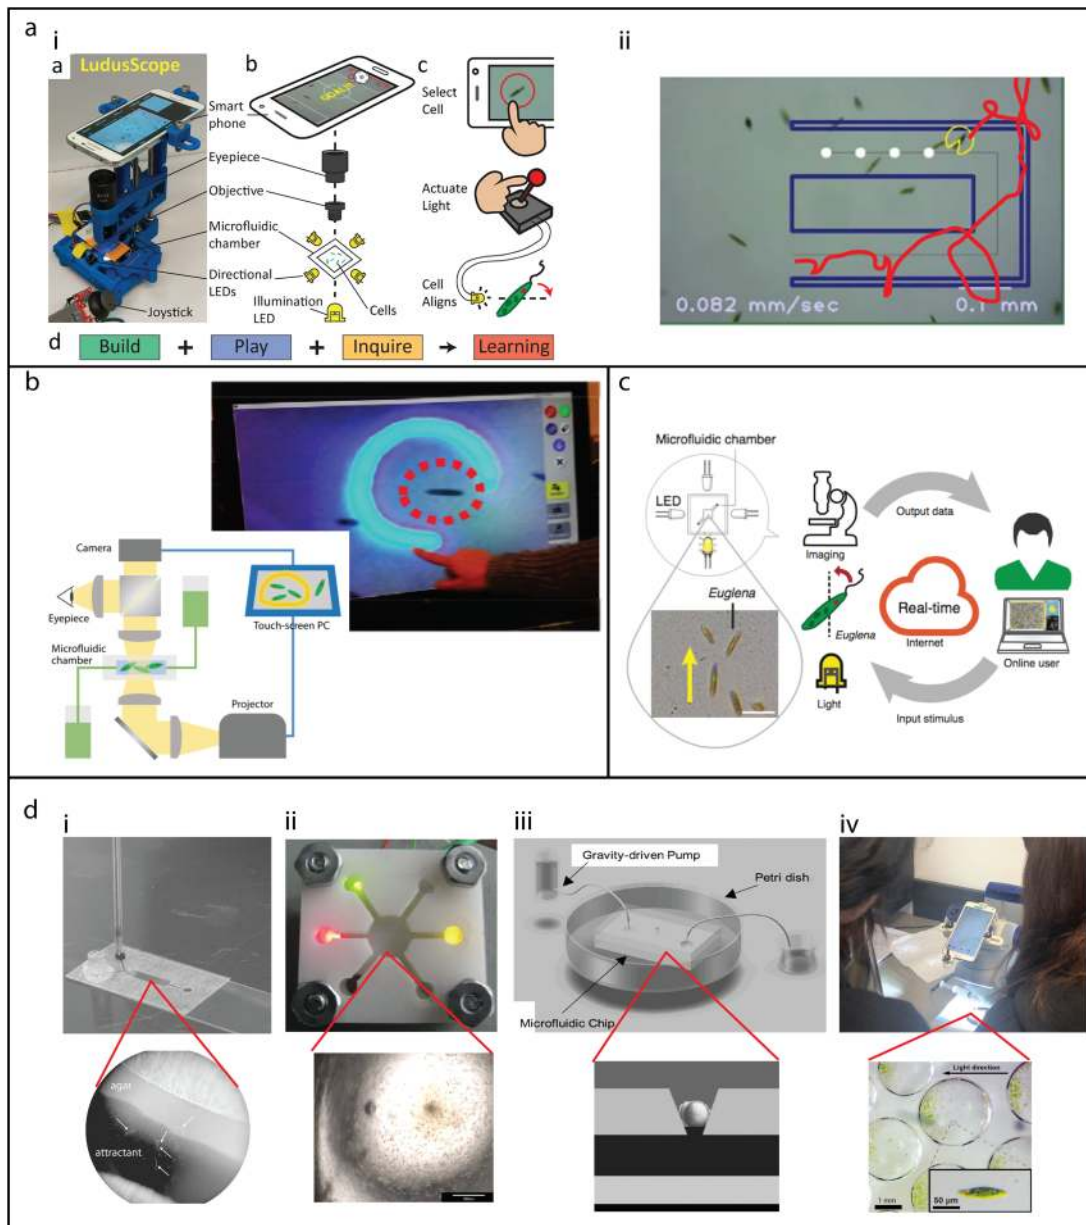 a
i
a
LudusScope
b
c
Smart
phone
Eyepiece
Objective
Microfluidic
chamber
Directional
LEDs
Illumination
LED
Joystick
Cells
Select
Cell
Actuate
Light
Cell
Aligns
d
Build + Play + Inquire Learning
ii
0.082 mm/sec
0.1 mm
b
Camera
Eyepiece
Microfluidic
chamber
Touch-screen PC
Projector
c
Microfluidic chamber
LED
Euglena
Imaging
Output data
Real-time
Internet
Euglena
Online user
Light
Input stimulus
d
i
agar
attractant
ii
iii
Gravity-driven Pump
Petri dish
Microfluidic Chip
iv
Light direction
1 mm
50 µm